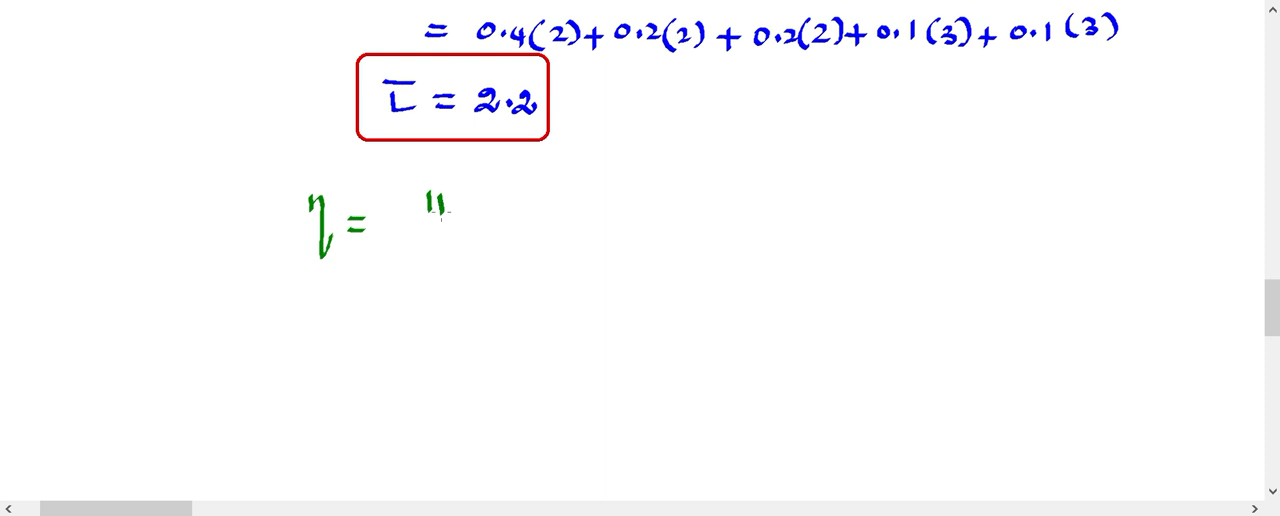 = 0.4(2)+ 0.2(2) + 0.2(2)+ 0.1(3)+ 0.1(3)
L̅ = 2.2
η =